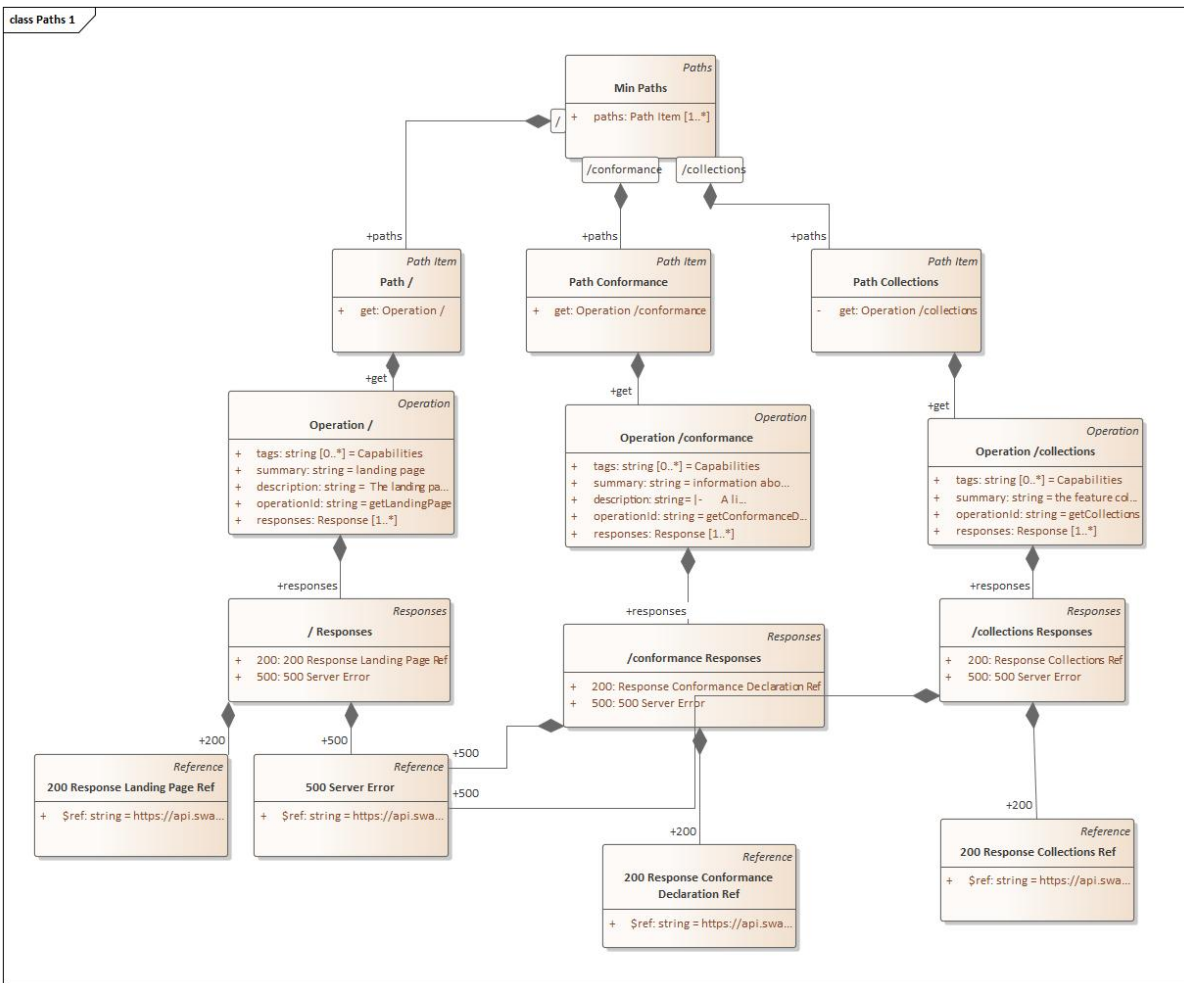 class Paths 1
Paths
Min Paths
+ paths: Path Item [1..*]
/
/conformance
/collections
+paths
+paths
+paths
Path Item
Path /
+ get: Operation /
Path Item
Path Conformance
+ get: Operation /conformance
Path Item
Path Collections
- get: Operation /collections
+get
+get
+get
Operation
Operation /
+ tags: string [0..*] = Capabilities
+ summary: string = landing page
+ description: string = The landing pa...
+ operationId: string = getLandingPage
+ responses: Response [1..*]
Operation
Operation /conformance
+ tags: string [0..*] = Capabilities
+ summary: string = information abo...
+ description: string = |- A li...
+ operationId: string = getConformanceD...
+ responses: Response [1..*]
Operation
Operation /collections
+ tags: string [0..*] = Capabilities
+ summary: string = the feature col...
+ operationId: string = getCollections
+ responses: Response [1..*]
+responses
+responses
+responses
Responses
/ Responses
+ 200: 200 Response Landing Page Ref
+ 500: 500 Server Error
Responses
/conformance Responses
+ 200: Response Conformance Declaration Ref
+ 500: 500 Server Error
Responses
/collections Responses
+ 200: Response Collections Ref
+ 500: 500 Server Error
+200
+500
+500
+500
+200
+200
Reference
200 Response Landing Page Ref
+ $ref: string = https://api.swa...
Reference
500 Server Error
+ $ref: string = https://api.swa...
Reference
200 Response Conformance
Declaration Ref
+ $ref: string = https://api.swa...
Reference
200 Response Collections Ref
+ $ref: string = https://api.swa...